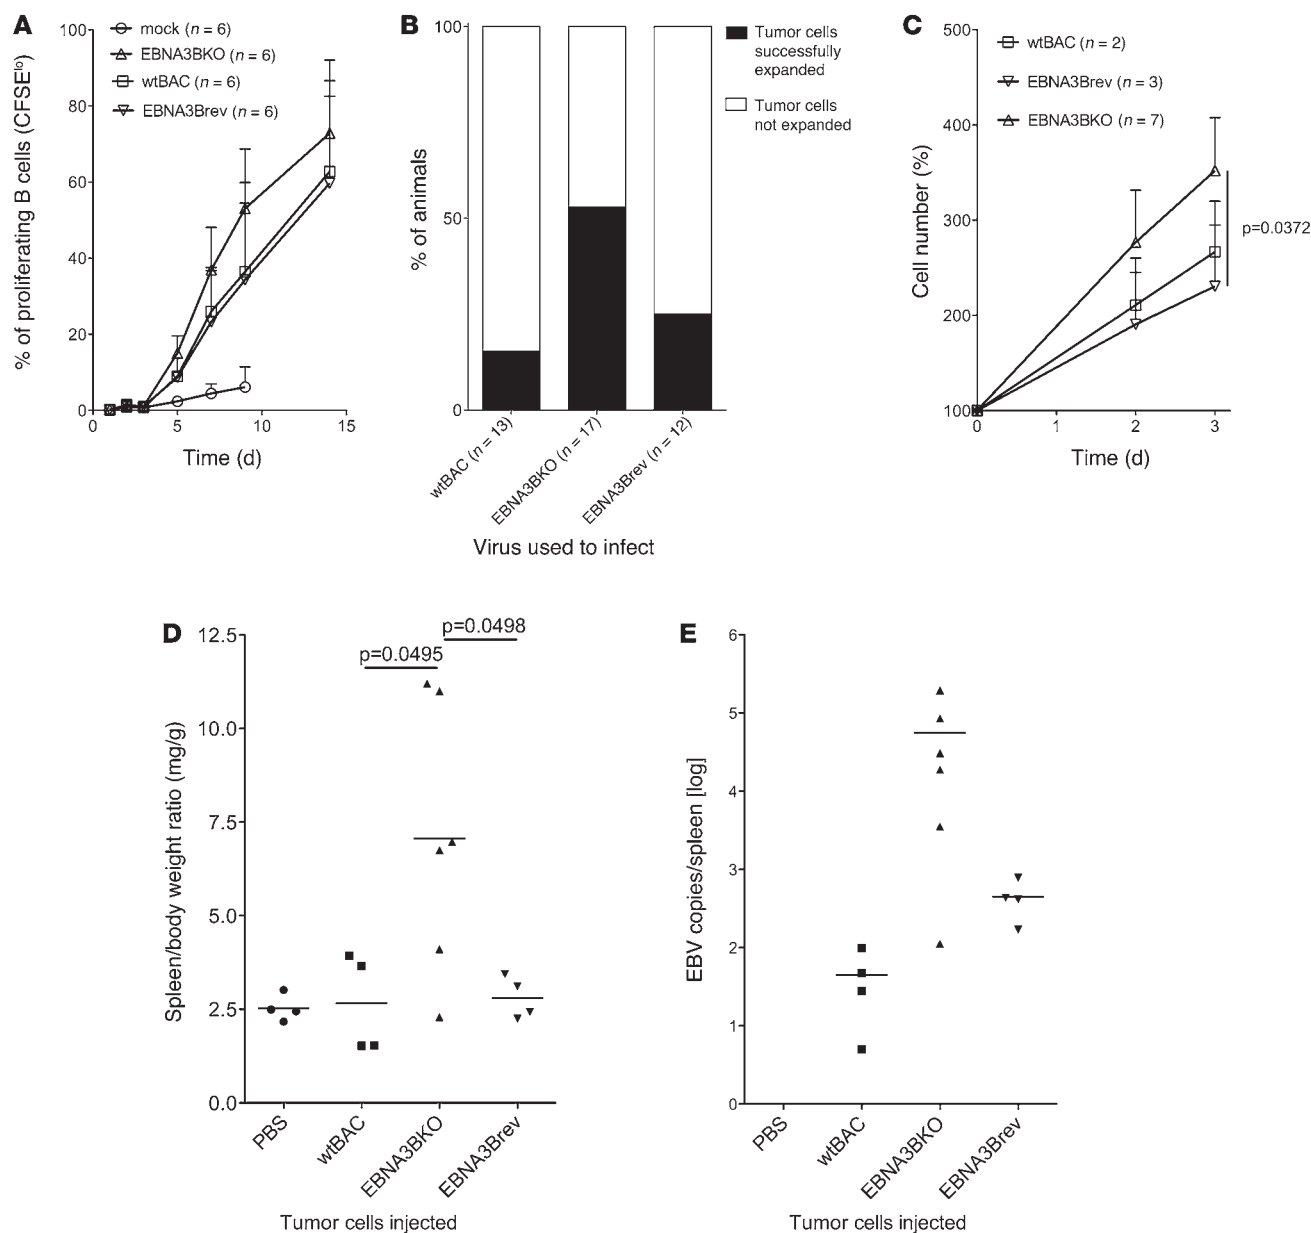 A
% of proliferating B cells (CFSE^lo)
100
80
60
40
20
0
0 5 10 15
Time (d)
mock (n = 6)
EBNA3BKO (n = 6)
wtBAC (n = 6)
EBNA3Brev (n = 6)
B
% of animals
100
50
0
wtBAC (n = 13)
EBNA3BKO (n = 17)
EBNA3Brev (n = 12)
Virus used to infect
Tumor cells
successfully
expanded
Tumor cells
not expanded
C
Cell number (%)
500
400
300
200
100
0 1 2 3
Time (d)
wtBAC (n = 2)
EBNA3Brev (n = 3)
EBNA3BKO (n = 7)
p=0.0372
D
Spleen/body weight ratio (mg/g)
12.5
10.0
7.5
5.0
2.5
0.0
p=0.0498
p=0.0495
PBS
wtBAC
EBNA3BKO
EBNA3Brev
Tumor cells injected
E
EBV copies/spleen [log]
6
5
4
3
2
1
0
PBS
wtBAC
EBNA3BKO
EBNA3Brev
Tumor cells injected